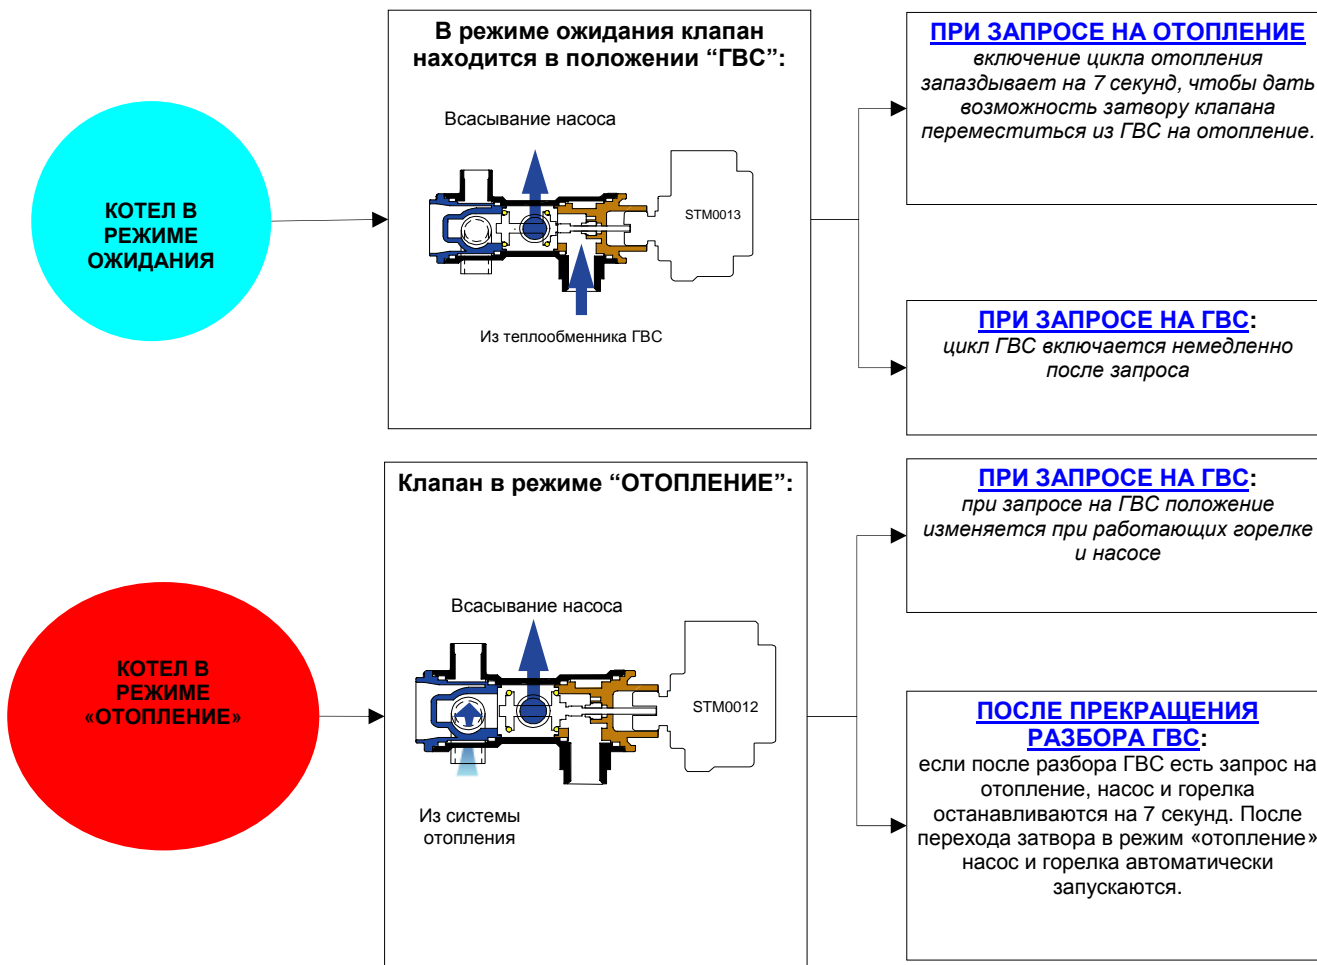 КОТЕЛ В
РЕЖИМЕ
ОЖИДАНИЯ
В режиме ожидания клапан
находится в положении “ГВС”:
Всасывание насоса
STM0013
Из теплообменника ГВС
ПРИ ЗАПРОСЕ НА ОТОПЛЕНИЕ
включение цикла отопления
запаздывает на 7 секунд, чтобы дать
возможность затвору клапана
переместиться из ГВС на отопление.
ПРИ ЗАПРОСЕ НА ГВС:
цикл ГВС включается немедленно
после запроса
КОТЕЛ В
РЕЖИМЕ
«ОТОПЛЕНИЕ»
Клапан в режиме “ОТОПЛЕНИЕ”:
Всасывание насоса
STM0012
Из системы
отопления
ПРИ ЗАПРОСЕ НА ГВС:
при запросе на ГВС положение
изменяется при работающих горелке
и насосе
ПОСЛЕ ПРЕКРАЩЕНИЯ
РАЗБОРА ГВС:
если после разбора ГВС есть запрос на
отопление, насос и горелка
останавливаются на 7 секунд. После
перехода затвора в режим «отопление»
насос и горелка автоматически
запускаются.